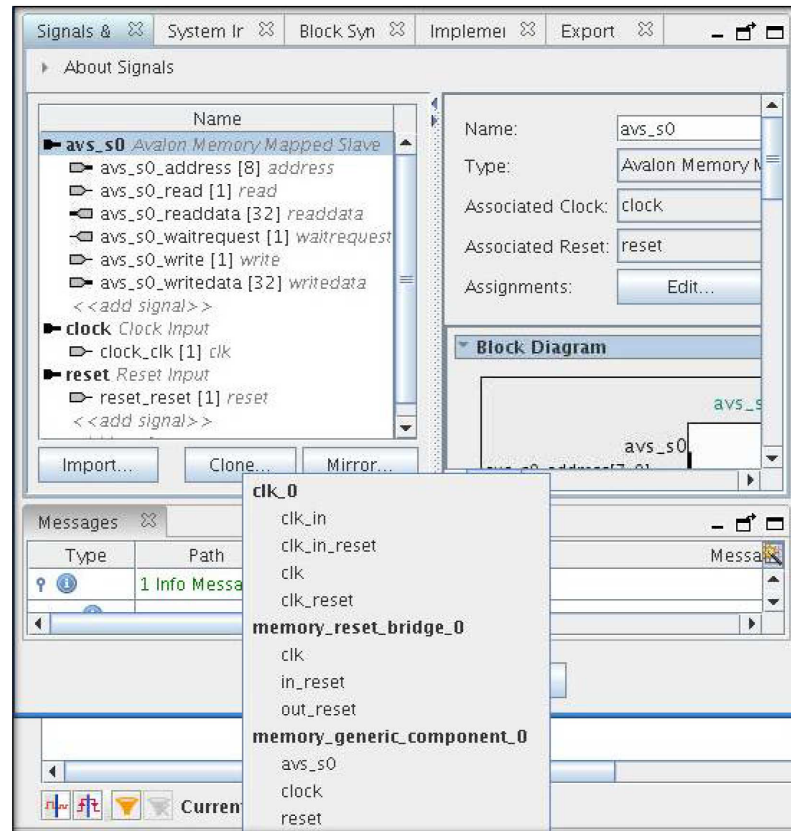 Signals & System Ir Block Syn Implemei Export
About Signals
Name
avs_s0 Avalon Memory Mapped Slave
avs_s0_address [8] address
avs_s0_read [1] read
avs_s0_readdata [32] readdata
avs_s0_waitrequest [1] waitrequest
avs_s0_write [1] write
avs_s0_writedata [32] writedata
<<add signal>>
clock Clock Input
clock_clk [1] clk
reset Reset Input
reset_reset [1] reset
<<add signal>>
Import... Clone... Mirror...
Name: avs_s0
Type: Avalon Memory M
Associated Clock: clock
Associated Reset: reset
Assignments: Edit...
Block Diagram
avs_s
avs_s0
clk_0
clk_in
clk_in_reset
clk
clk_reset
memory_reset_bridge_0
clk
in_reset
out_reset
memory_generic_component_0
avs_s0
clock
reset
Messages
Type Path Messa
1 Info Messa
Curren